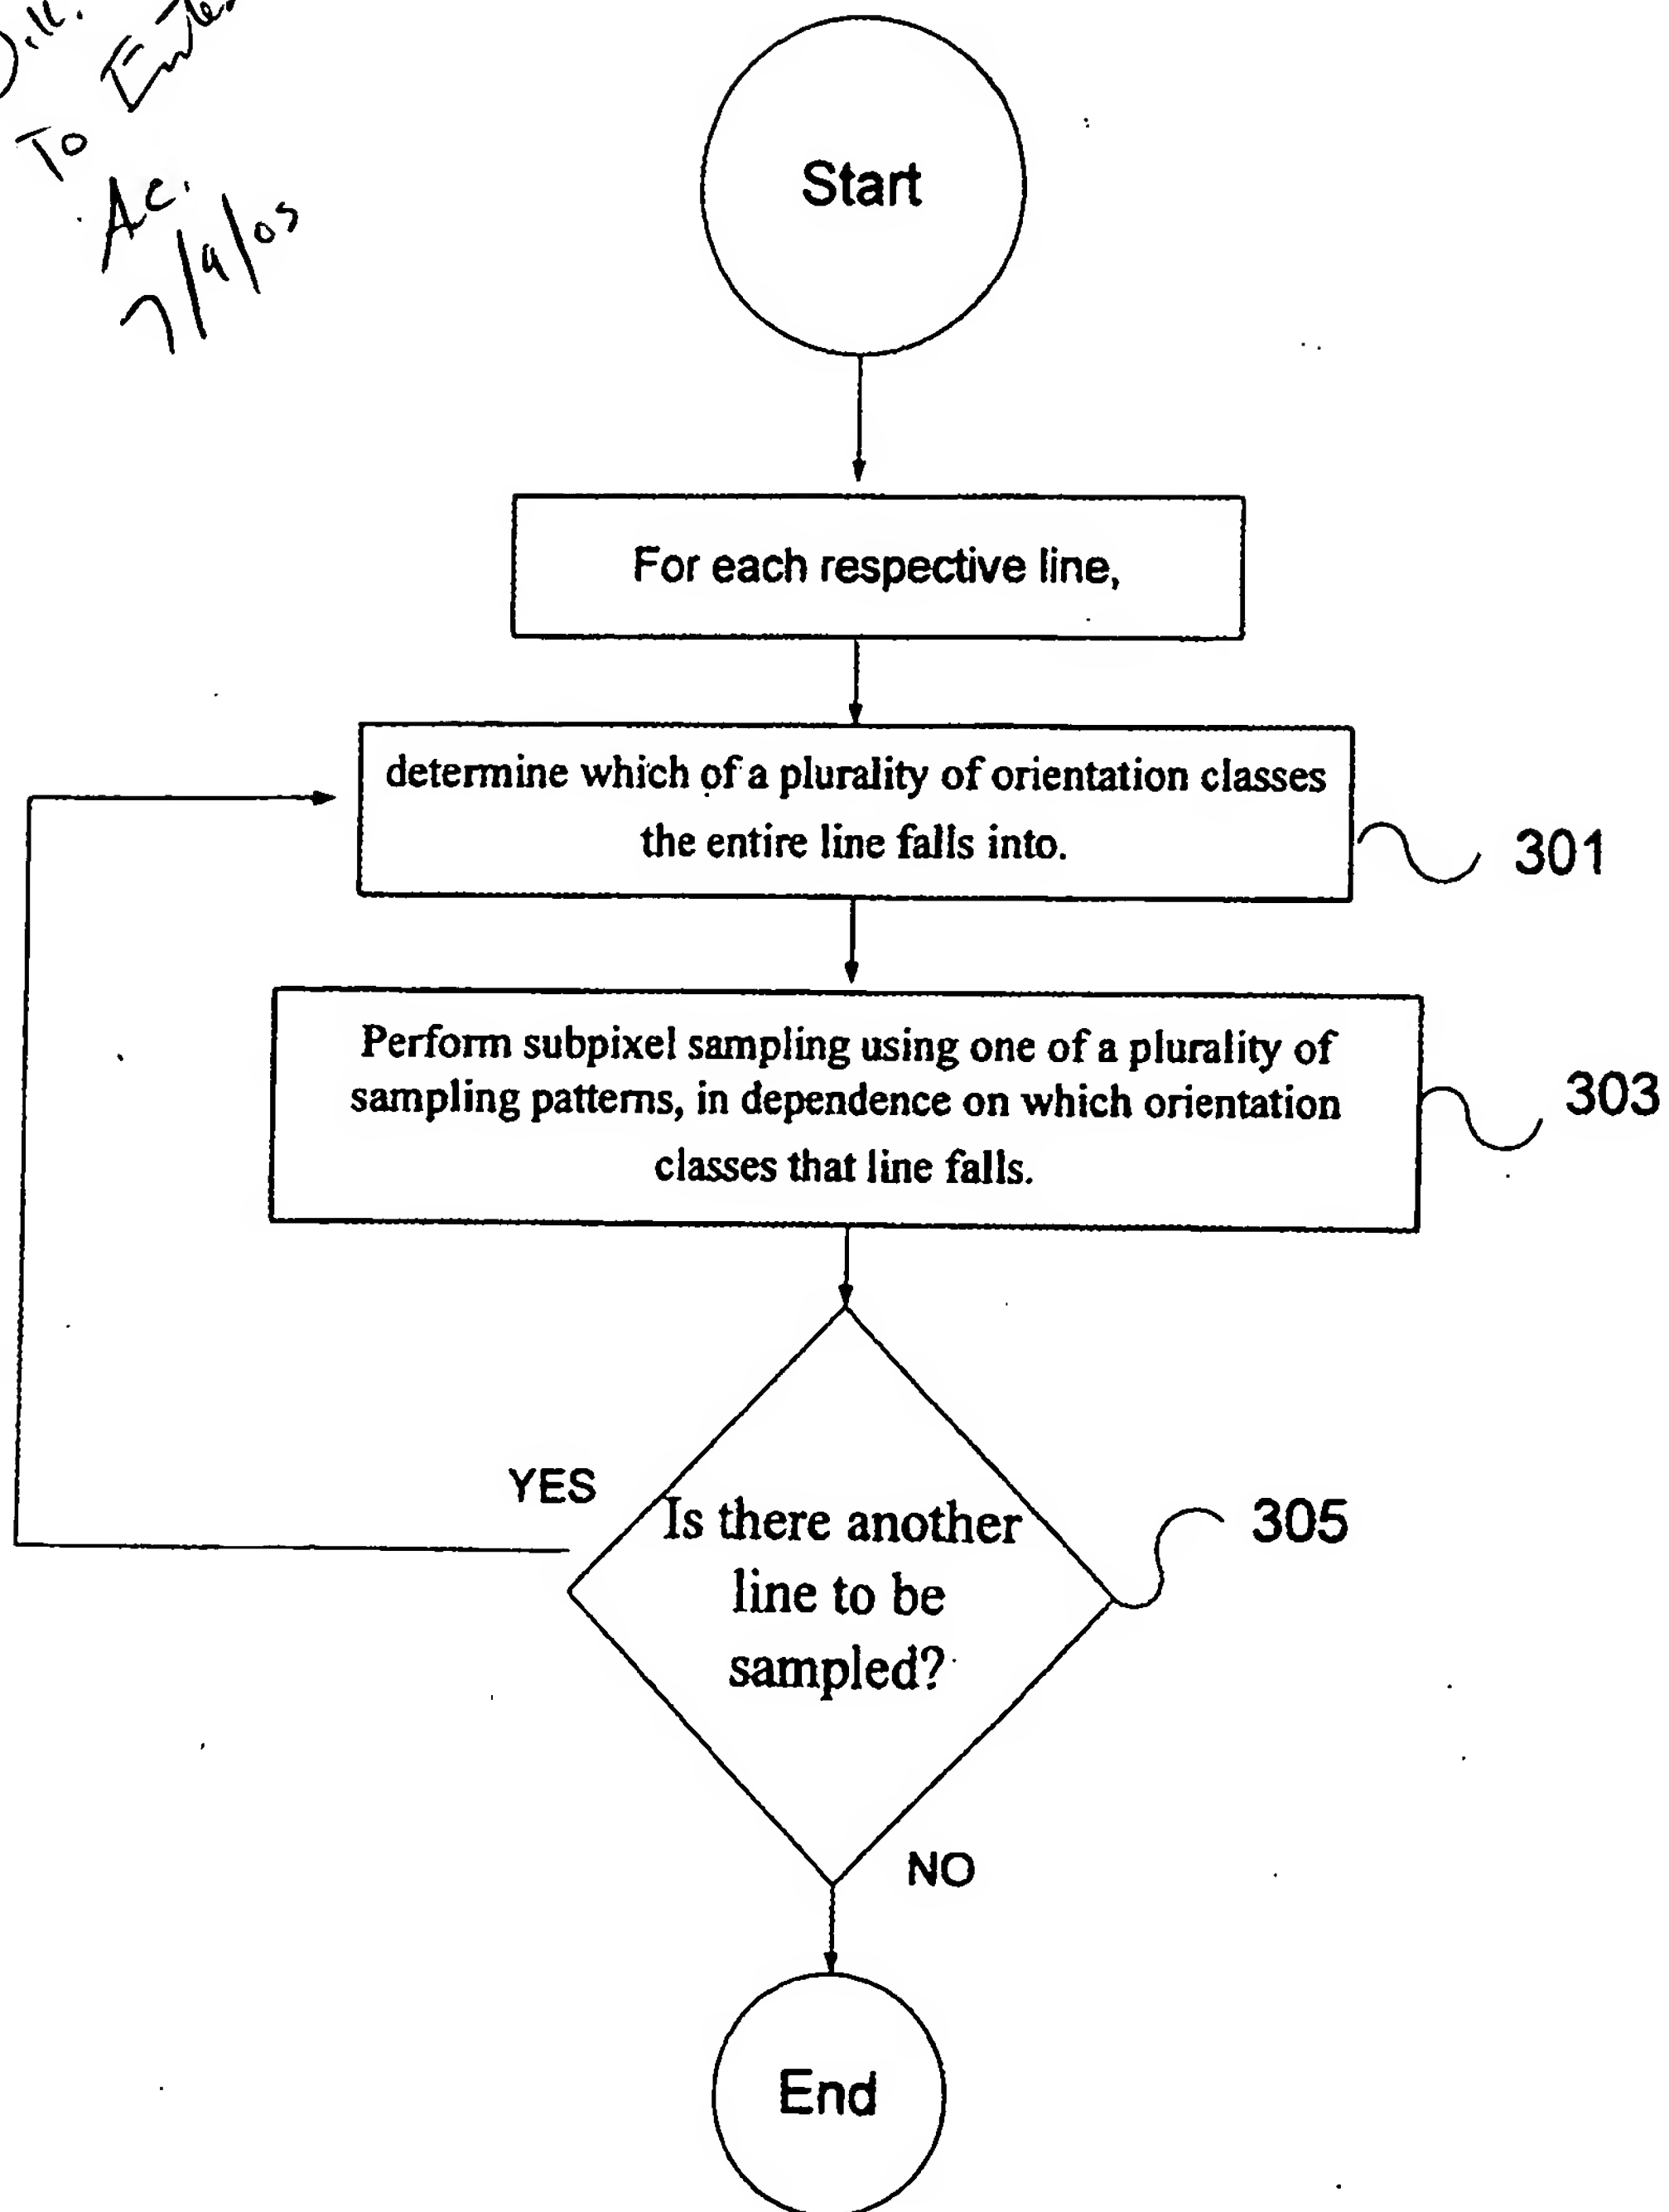 To
Ac.
7/9/05
Start
For each respective line,
determine which of a plurality of orientation classes
the entire line falls into.
301
Perform subpixel sampling using one of a plurality of
sampling patterns, in dependence on which orientation
classes that line falls.
303
YES
Is there another
line to be
sampled?
305
NO
End